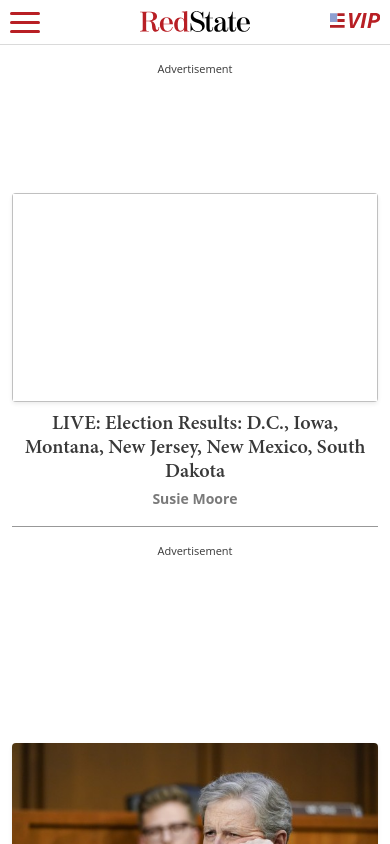 RedState
VIP
Advertisement
LIVE: Election Results: D.C., Iowa,
Montana, New Jersey, New Mexico, South
Dakota
Susie Moore
Advertisement